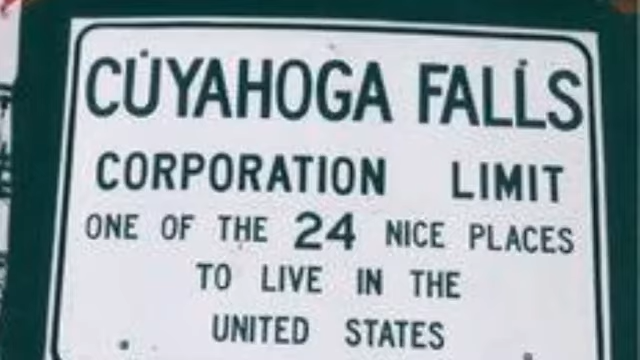 CUYAHOGA FALLS
CORPORATION LIMIT
ONE OF THE 24 NICE PLACES
TO LIVE IN THE
UNITED STATES